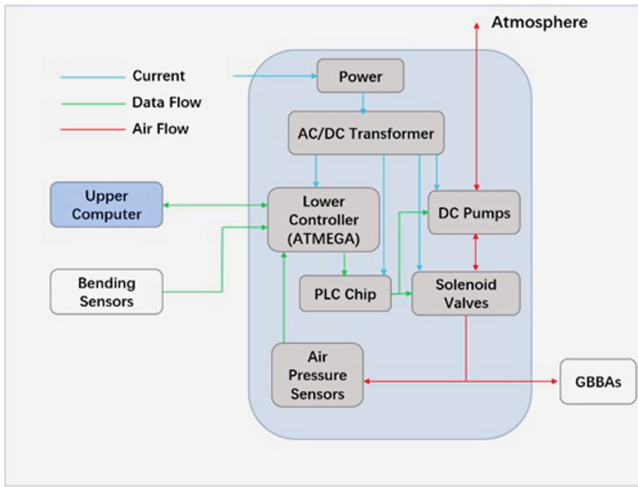 Atmosphere
Current
Data Flow
Air Flow
Power
AC/DC Transformer
Upper
Computer
Lower
Controller
(ATMEGA)
DC Pumps
Bending
Sensors
PLC Chip
Solenoid
Valves
Air
Pressure
Sensors
GBBAs